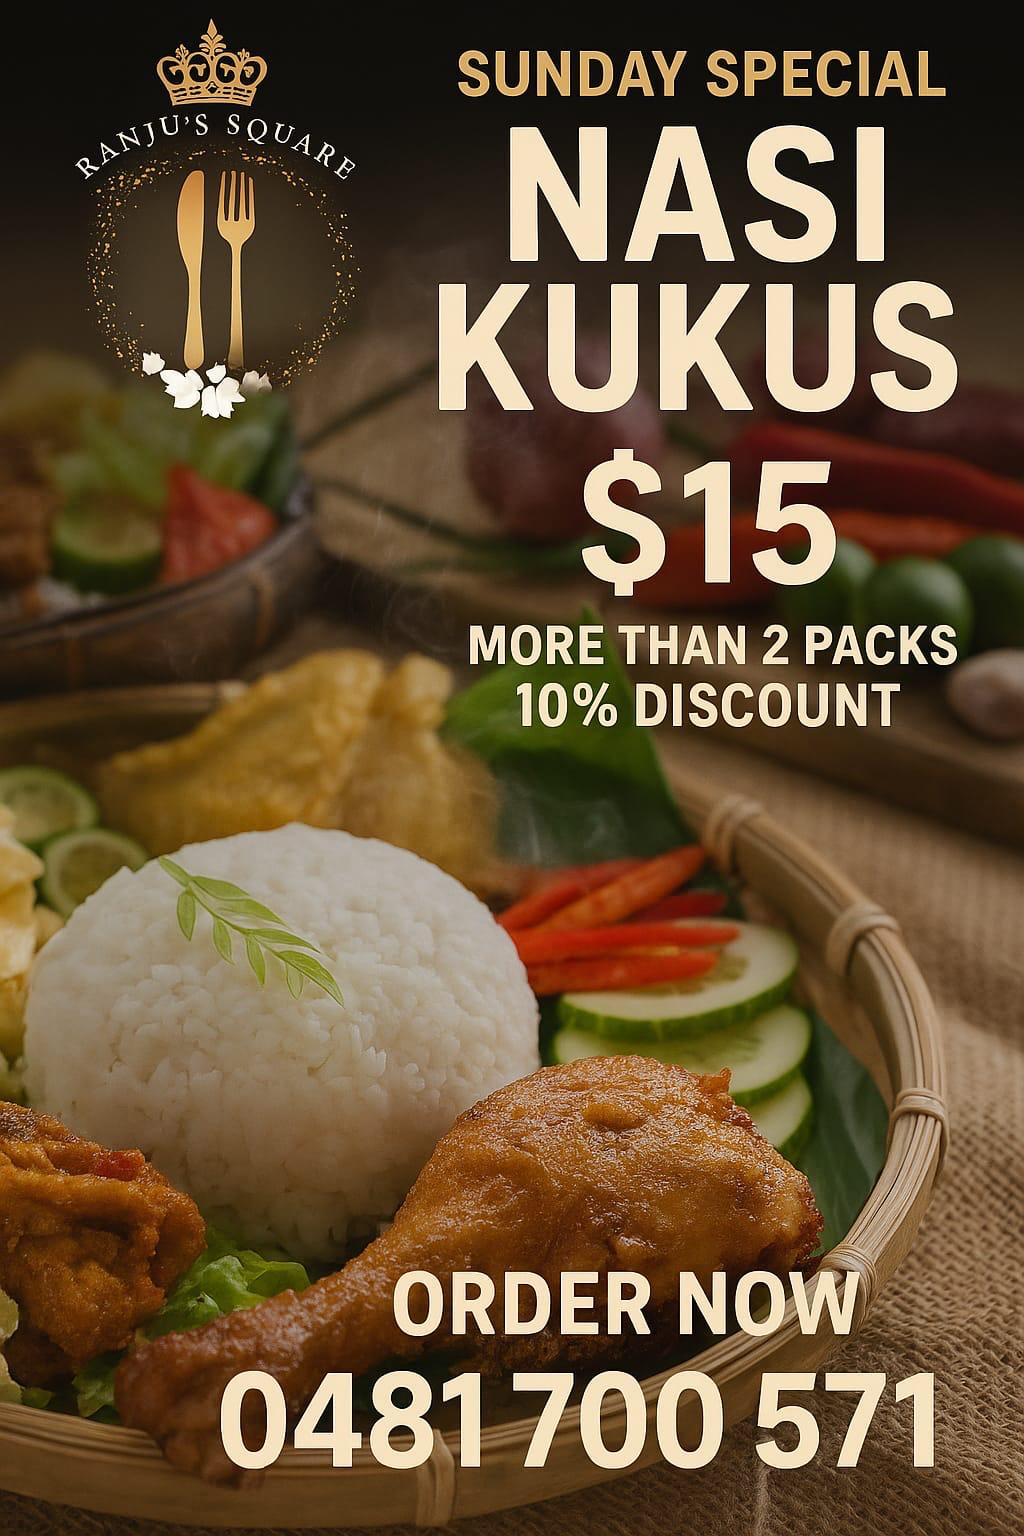 RANJU'S SQUARE
SUNDAY SPECIAL
NASI
KUKUS
$15
MORE THAN 2 PACKS
10% DISCOUNT
ORDER NOW
0481 700 571